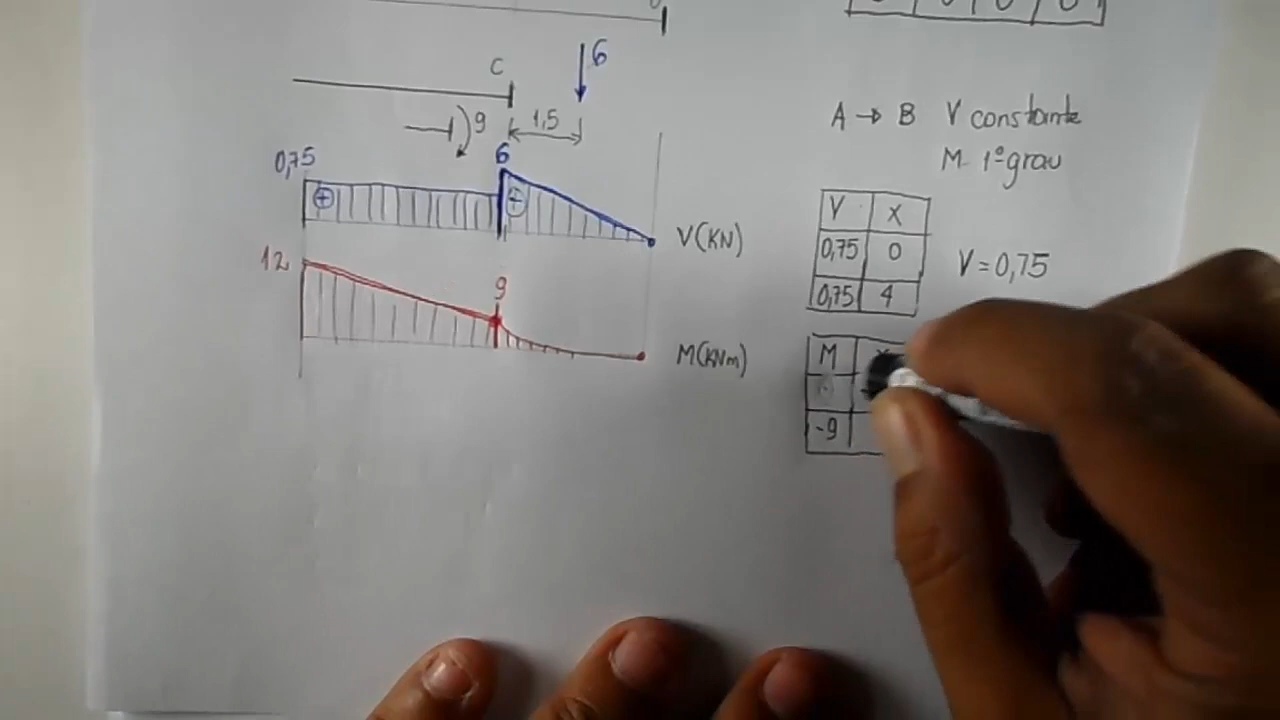 C
6
9
1,5
6
0,75
+
+
V(KN)
12
9
M(KNm)
A → B V constante
M 1º grau
V X
0,75 0
0,75 4
V = 0,75
M
-9